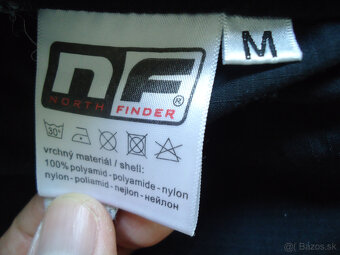 nf
NORTH FINDER®
M
30°
vrchný materiál / shell:
100% polyamid-polyamide-nylon
nylon-poliamid-nejlon-нейлон
Bazos.sk